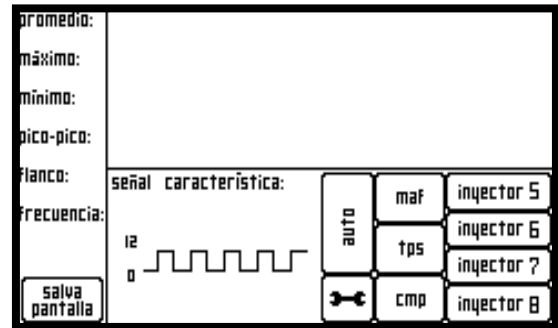 promedio:
máximo:
mínimo:
pico-pico:
flanco:
frecuencia:
salva
pantalla
señal característica:
12
0
auto
maf
tps
cmp
inyector 5
inyector 6
inyector 7
inyector 8